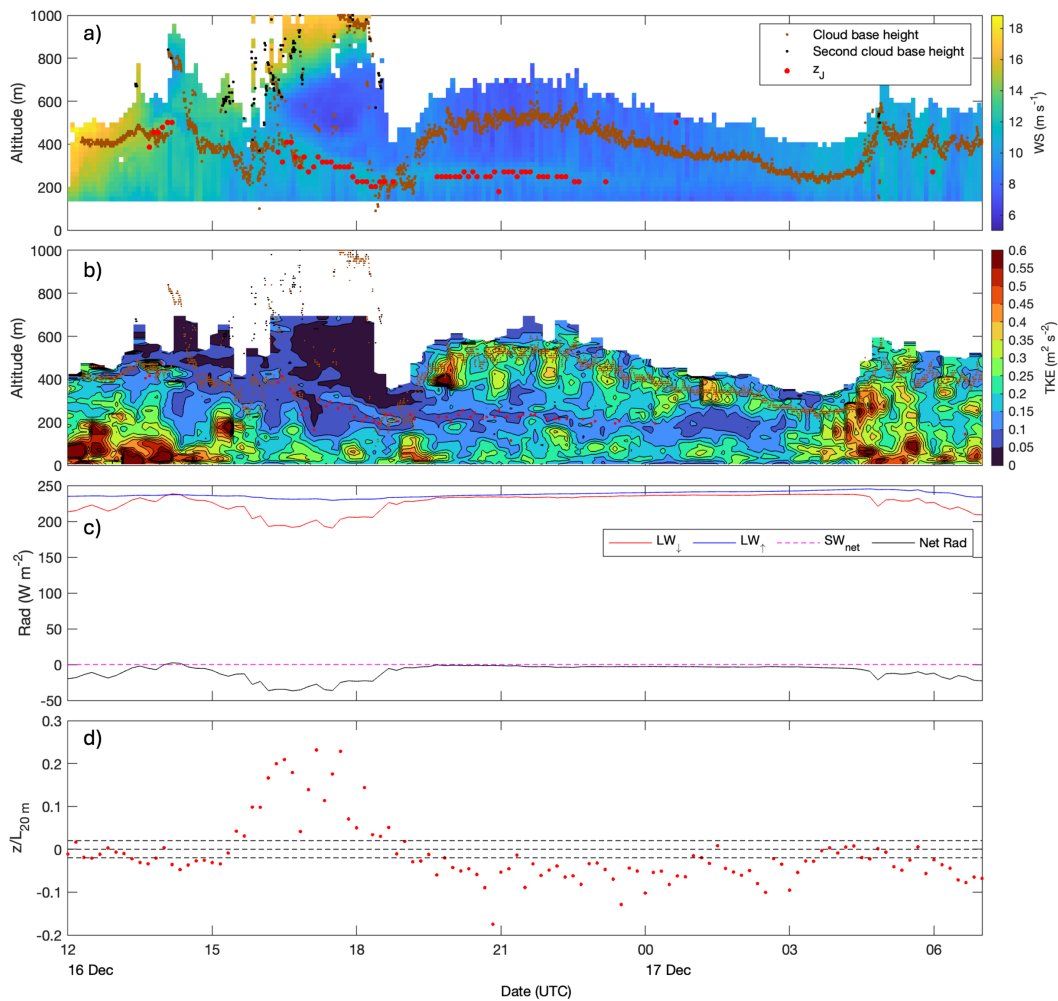 a)
1000
800
600
400
200
0
Altitude (m)
Cloud base height
Second cloud base height
z_J
18
16
14
12
10
8
6
WS (m s⁻¹)
b)
1000
800
600
400
200
0
Altitude (m)
0.6
0.55
0.5
0.45
0.4
0.35
0.3
0.25
0.2
0.15
0.1
0.05
0
TKE (m² s⁻²)
c)
250
200
150
100
50
0
-50
Rad (W m⁻²)
LW↓
LW↑
SW_net
Net Rad
d)
0.3
0.2
0.1
0
-0.1
-0.2
z/L_20 m
12 15 18 21 00 03 06
16 Dec 17 Dec
Date (UTC)